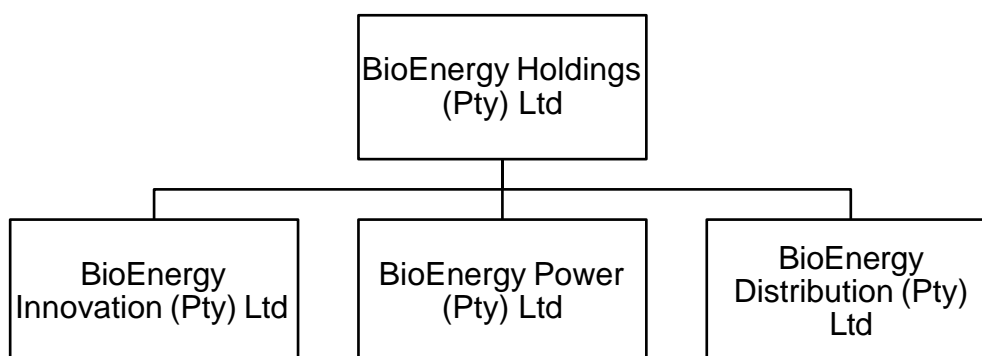 BioEnergy Holdings
(Pty) Ltd
BioEnergy
Innovation (Pty) Ltd
BioEnergy Power
(Pty) Ltd
BioEnergy
Distribution (Pty)
Ltd